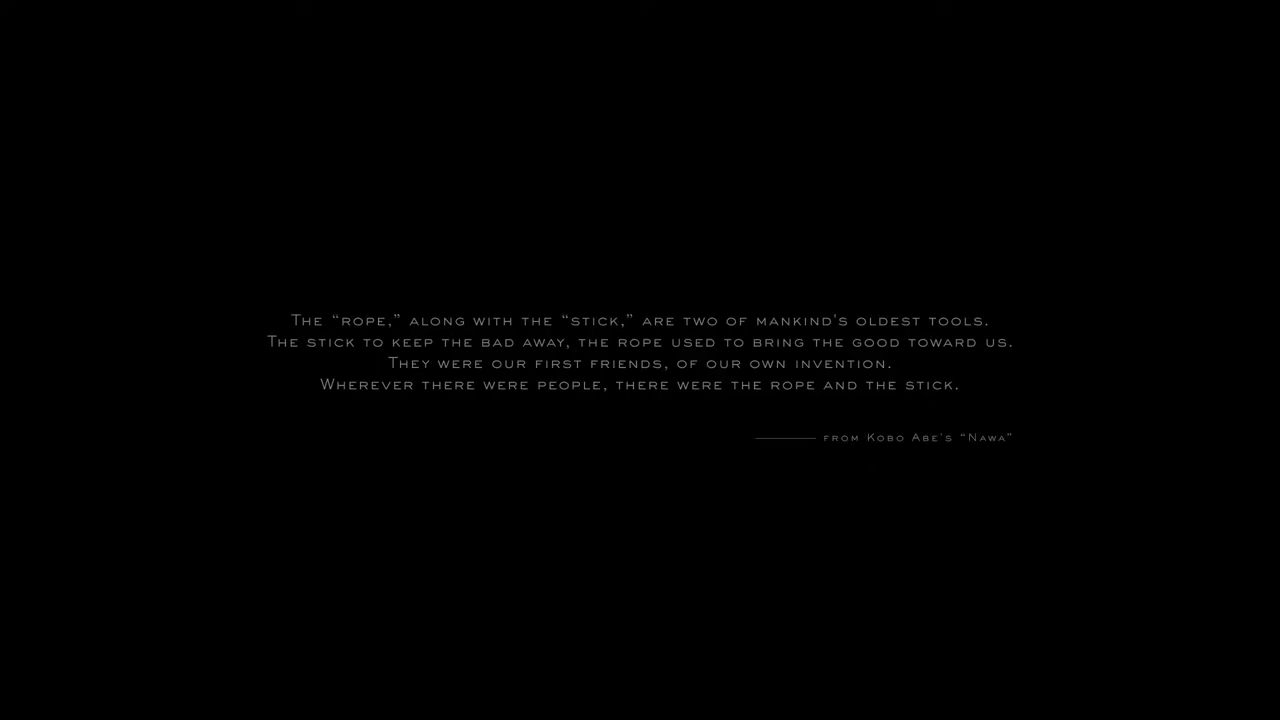 The “rope,” along with the “stick,” are two of mankind's oldest tools.
The stick to keep the bad away, the rope used to bring the good toward us.
They were our first friends, of our own invention.
Wherever there were people, there were the rope and the stick.
——— from Kobo Abe's “Nawa”